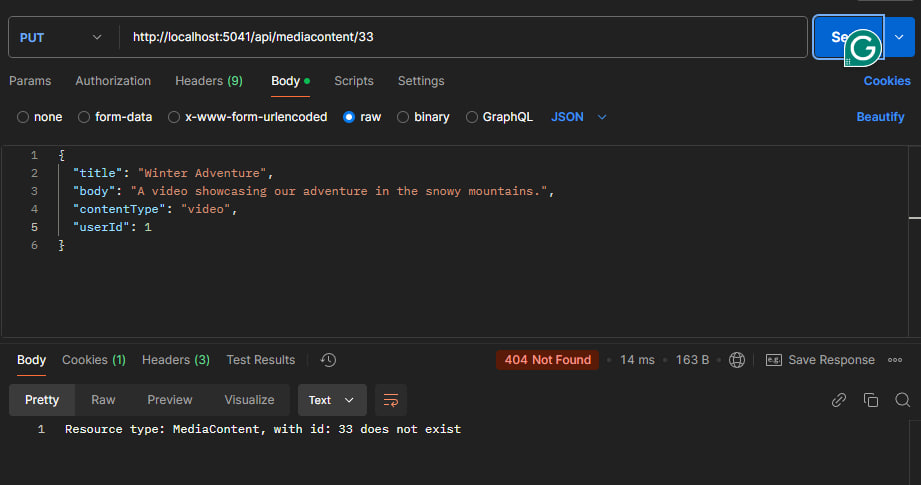 PUT http://localhost:5041/api/mediacontent/33
Params Authorization Headers (9) Body Scripts Settings Cookies
none form-data x-www-form-urlencoded raw binary GraphQL JSON Beautify
1 {
2 "title": "Winter Adventure",
3 "body": "A video showcasing our adventure in the snowy mountains.",
4 "contentType": "video",
5 "userId": 1
6 }
Body Cookies (1) Headers (3) Test Results 404 Not Found 14 ms 163 B e.g. Save Response
Pretty Raw Preview Visualize Text
1 Resource type: MediaContent, with id: 33 does not exist